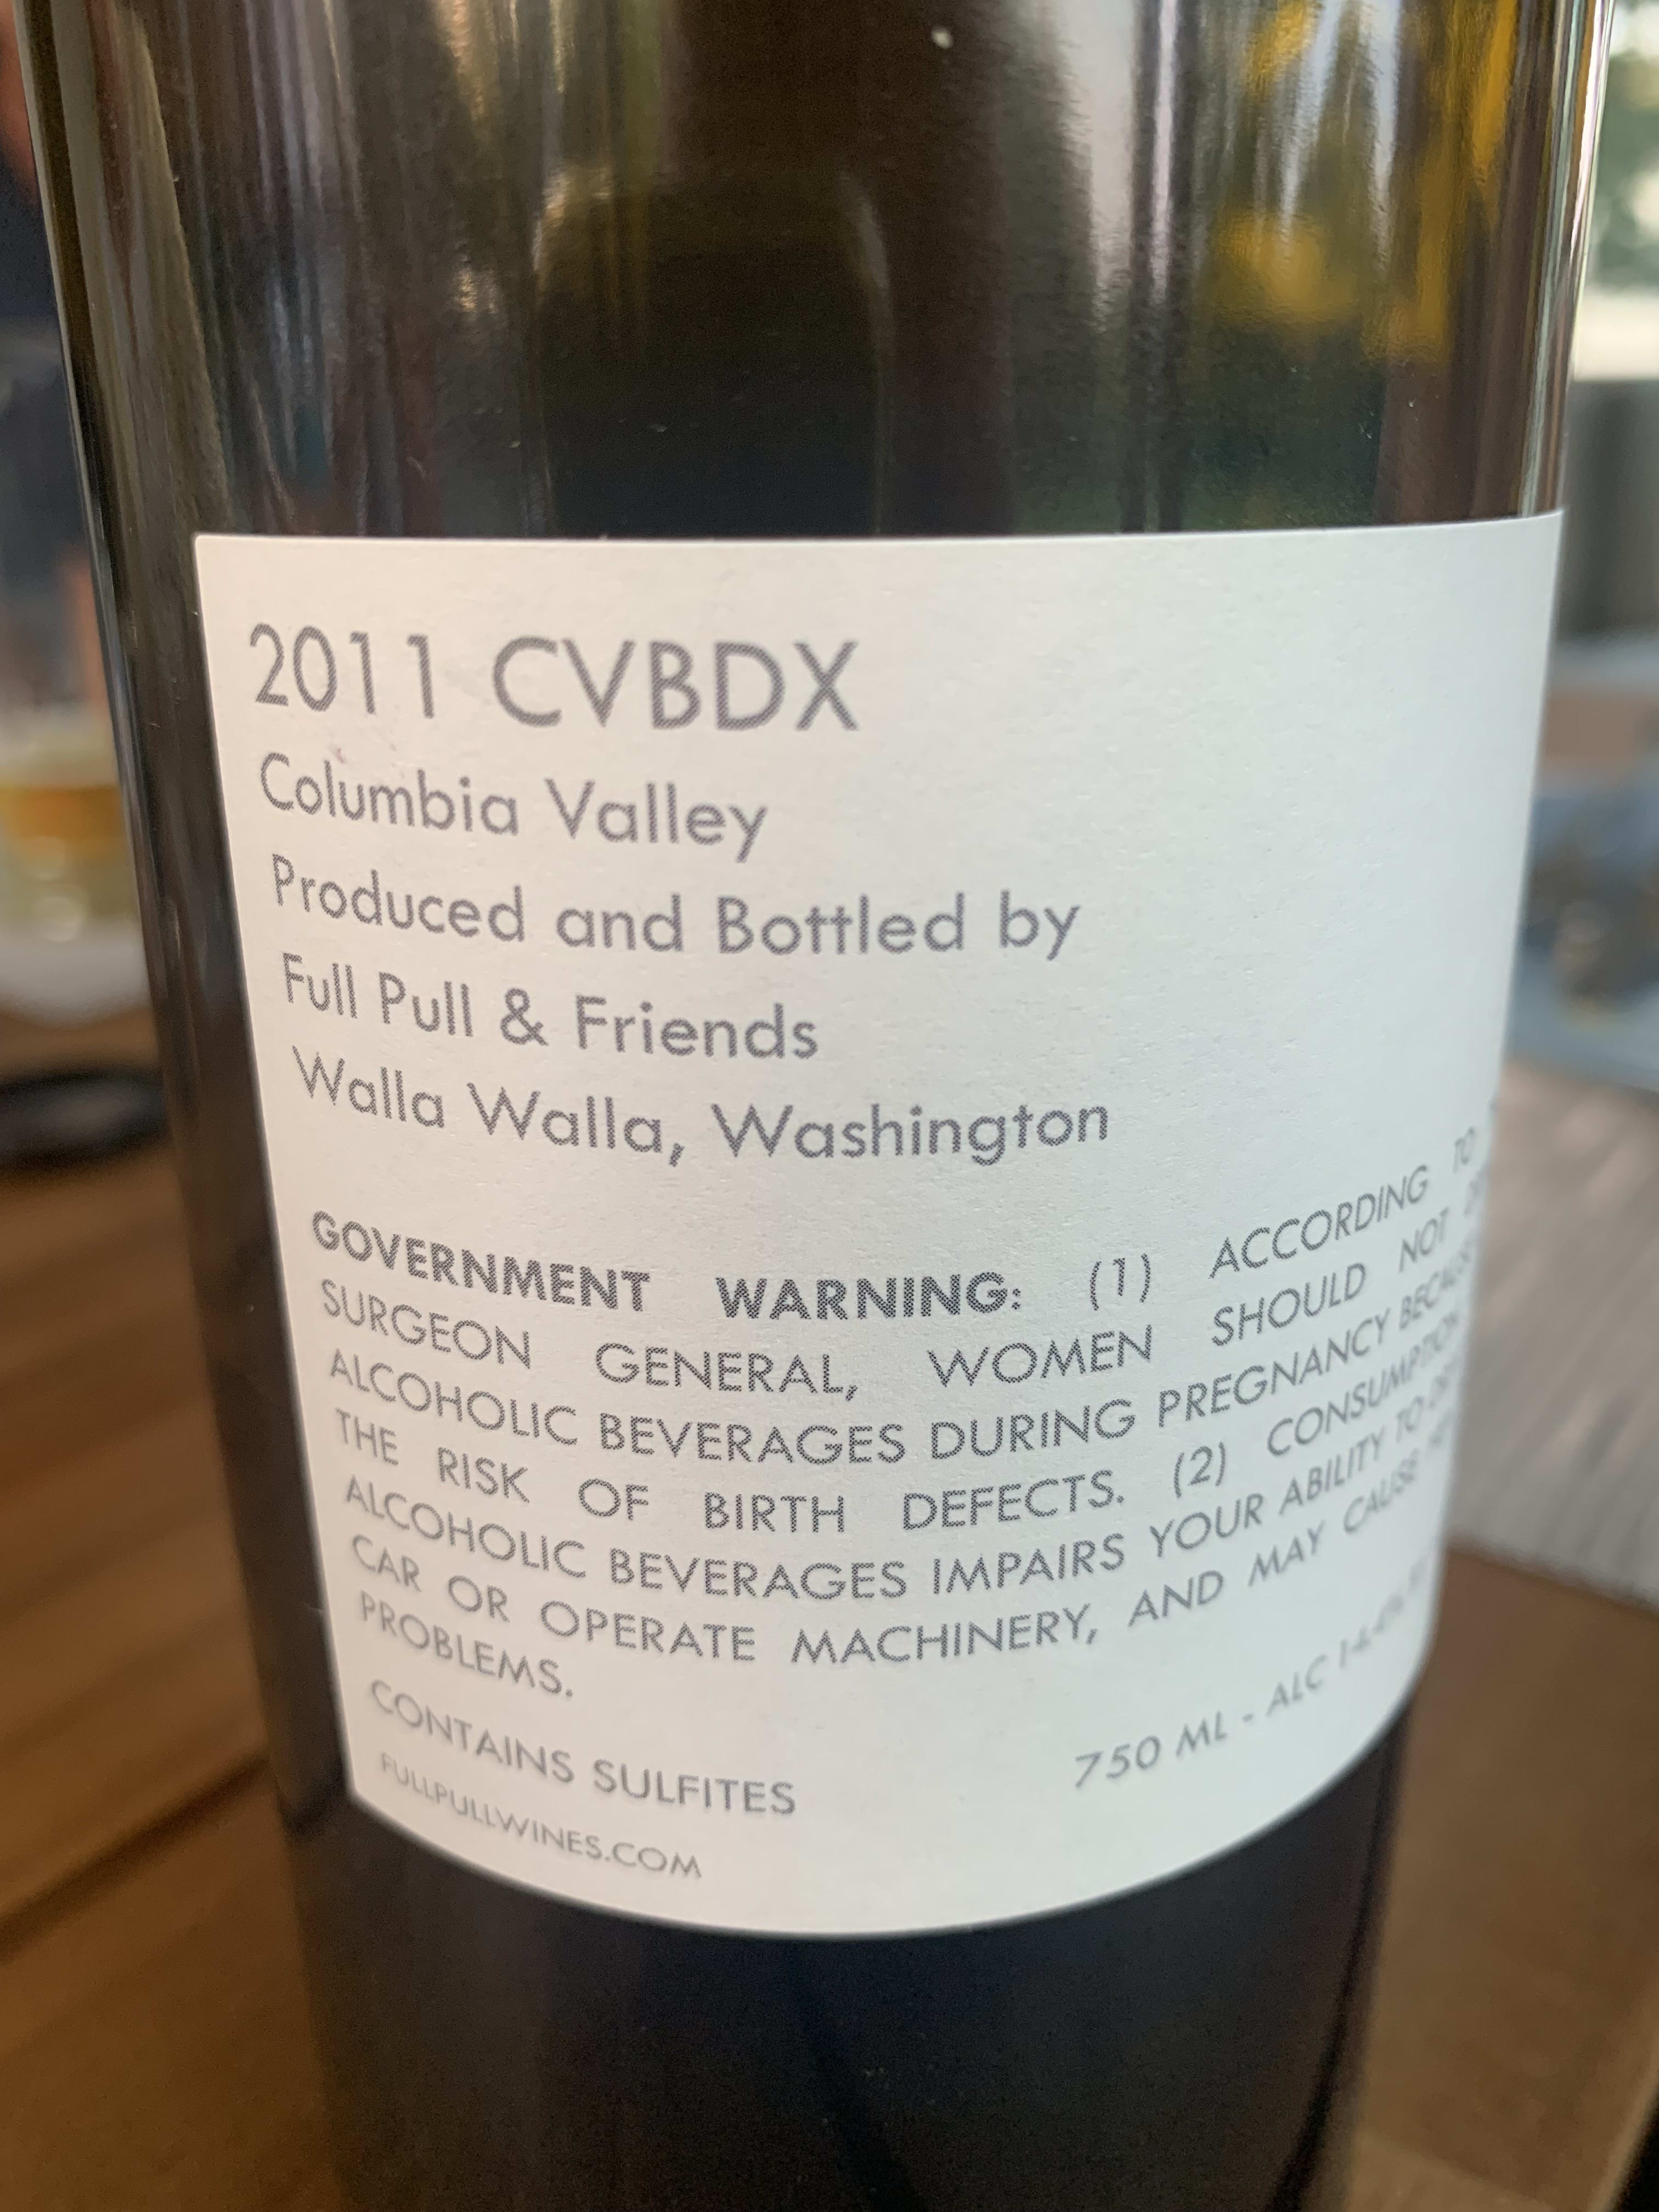 2011 CVBDX
Columbia Valley
Produced and Bottled by
Full Pull & Friends
Walla Walla, Washington
GOVERNMENT WARNING: (1) ACCORDING TO
SURGEON GENERAL, WOMEN SHOULD NOT
ALCOHOLIC BEVERAGES DURING PREGNANCY BECAUSE
THE RISK OF BIRTH DEFECTS. (2) CONSUMPTION
ALCOHOLIC BEVERAGES IMPAIRS YOUR ABILITY TO
CAR OR OPERATE MACHINERY, AND MAY CAUSE
PROBLEMS.
CONTAINS SULFITES
750 ML - ALC
FULLPULLWINES.COM